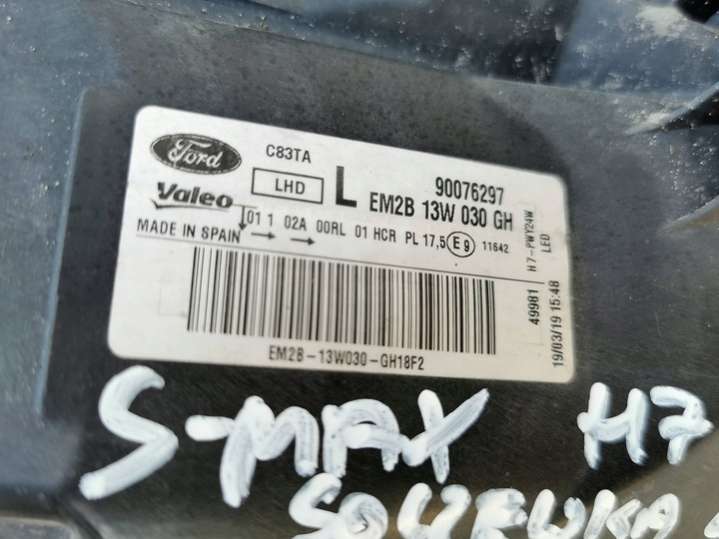 Ford C83TA
LHD L 90076297
Valeo EM2B 13W 030 GH
01 1 02A 00RL 01 HCR PL 17,5 E9 11642
MADE IN SPAIN
H7-PWY24W
LED
49981
19/03/19 15:48
EM2B-13W030-GH18F2
S-MAX H7
SOCZEWKA